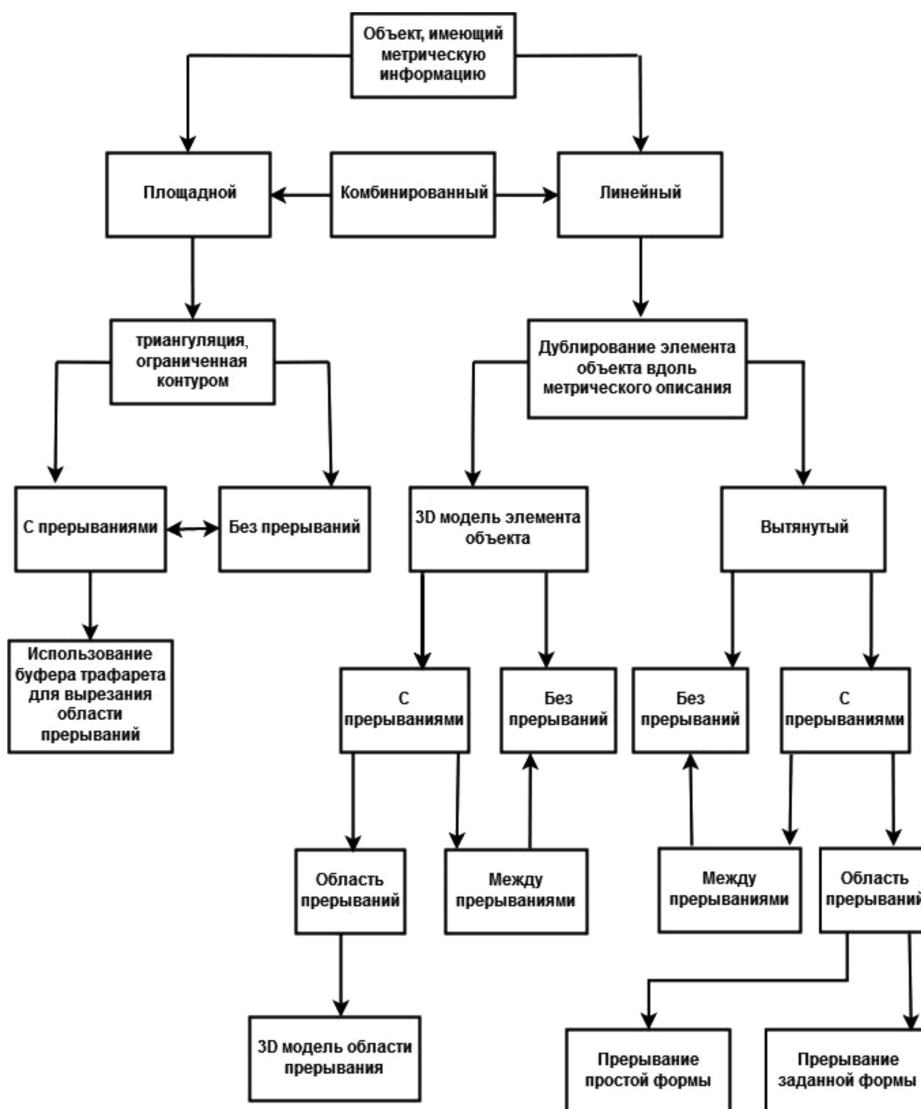 Объект, имеющий
метрическую
информацию
Площадной
Комбинированный
Линейный
триангуляция,
ограниченная
контуром
Дублирование элемента
объекта вдоль
метрического описания
С прерываниями
Без прерываний
3D модель элемента
объекта
Вытянутый
Использование
буфера трафарета
для вырезания
области
прерываний
С
прерываниями
Без
прерываний
Без
прерываний
С
прерываниями
Область
прерываний
Между
прерываниями
Между
прерываниями
Область
прерываний
3D модель области
прерывания
Прерывание
простой формы
Прерывание
заданной формы